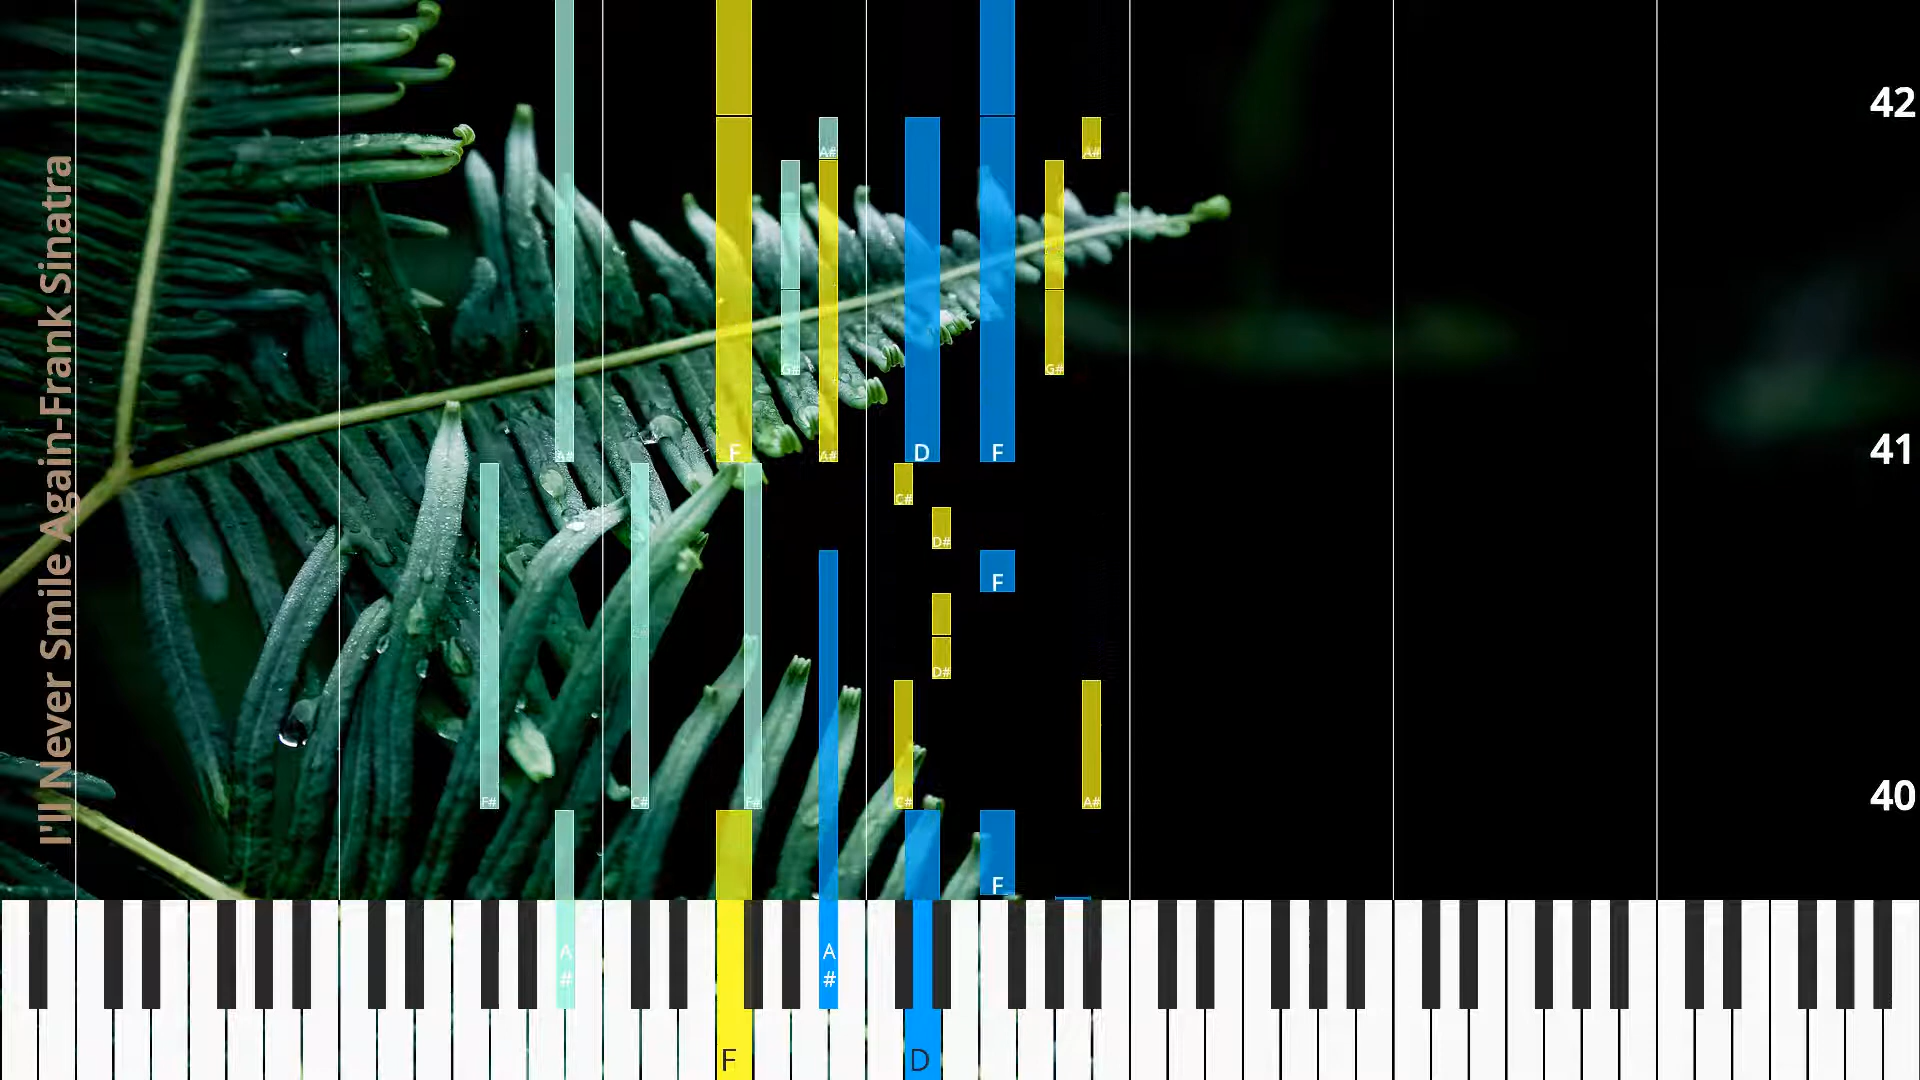 I'll Never Smile Again-Frank Sinatra
42
A#
A#
G#
G#
A#
F
A#
D
F
41
C#
D#
F
D#
F#
C#
F#
C#
A#
40
F
A
#
A
#
F
D